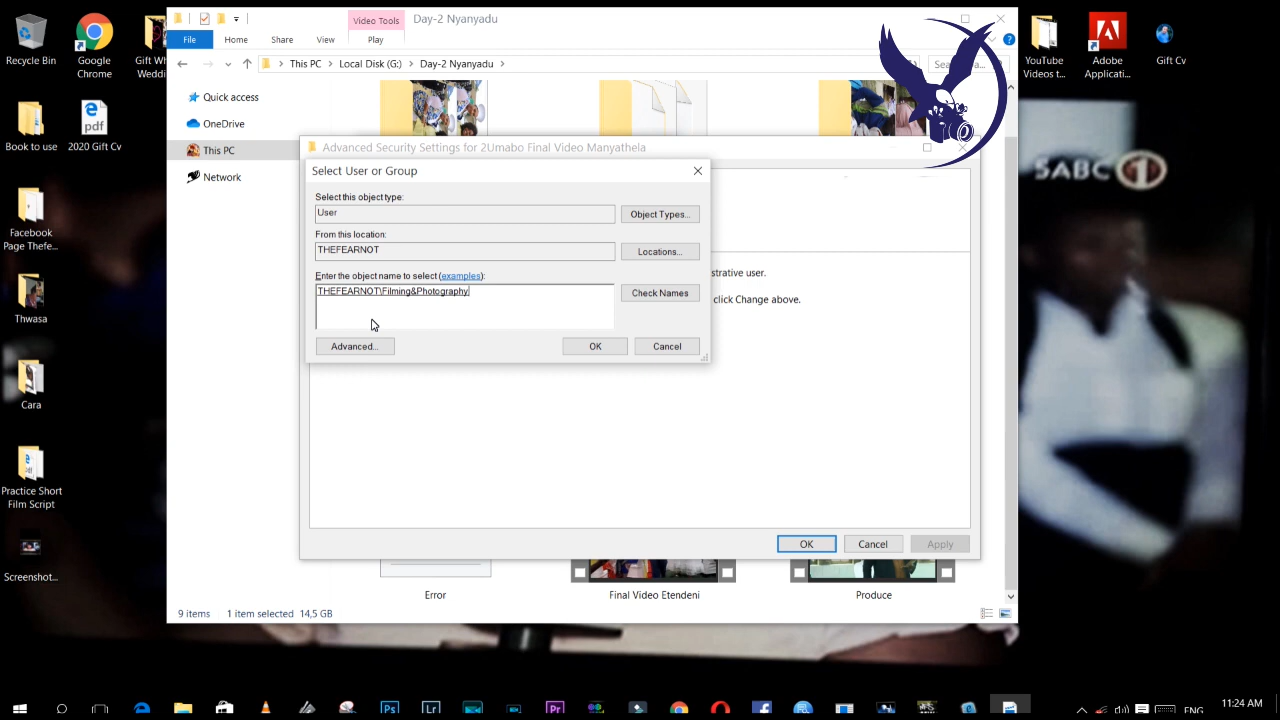 Video Tools
Day-2 Nyanyadu
File
Home
Share
View
Play
This PC
Local Disk (G:)
Day-2 Nyanyadu
Quick access
OneDrive
This PC
Network
Advanced Security Settings for 2Umabo Final Video Manyathela
Select User or Group
Select this object type:
User
Object Types...
From this location:
THEFEARNOT
Locations...
Enter the object name to select (examples):
THEFEARNOT\Filming&Photography
Check Names
Advanced...
OK
Cancel
strative user.
click Change above.
OK
Cancel
Apply
Error
Final Video Etendeni
Produce
9 items
1 item selected 14,5 GB
Recycle Bin
Google
Chrome
Gift W
Weddi
Book to use
pdf
2020 Gift Cv
Facebook
Page Thefe...
Thwasa
Cara
Practice Short
Film Script
Screenshot...
YouTube
Videos t...
Adobe
Applicati...
Gift Cv
SABC 1
Ps
Lr
Pr
ENG
11:24 AM